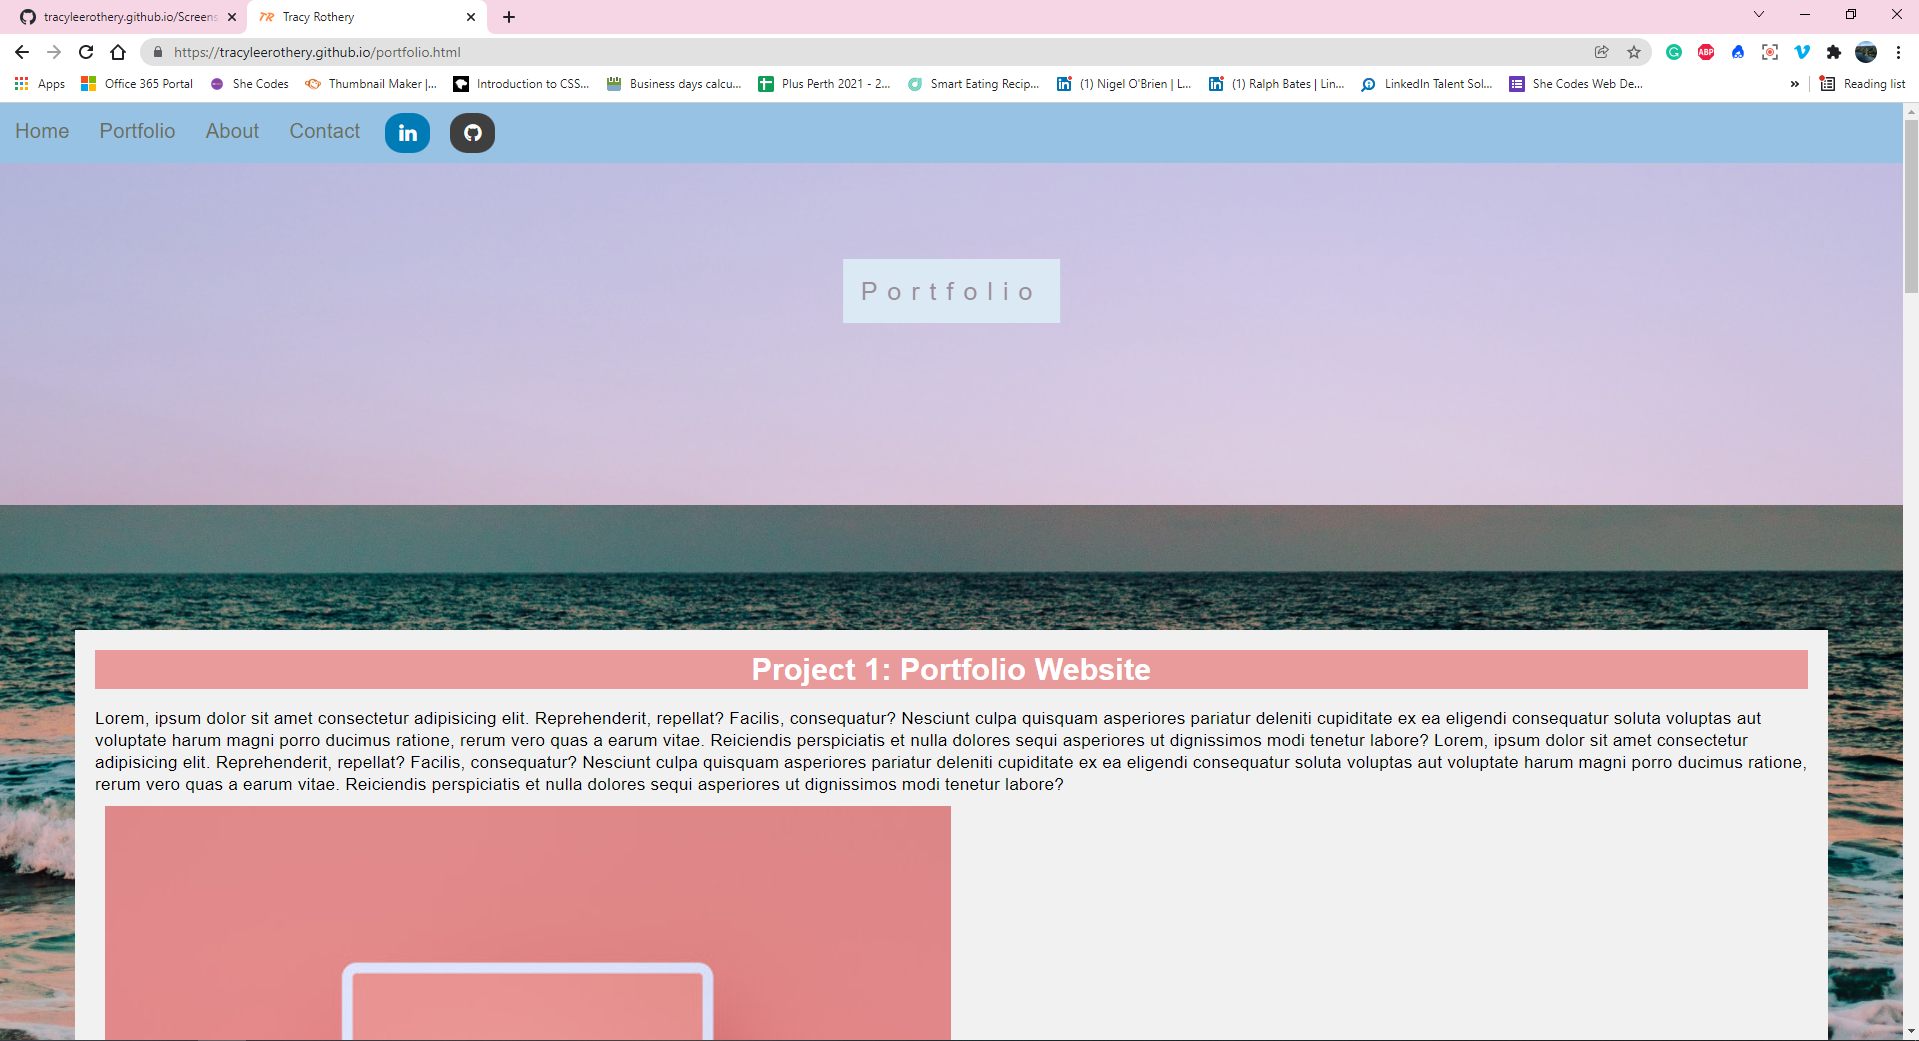 tracyleerothery.github.io/Screens
Tracy Rothery
https://tracyleerothery.github.io/portfolio.html
ABP
Apps
Office 365 Portal
She Codes
Thumbnail Maker |...
Introduction to CSS...
Business days calcu...
Plus Perth 2021 - 2...
Smart Eating Recip...
(1) Nigel O'Brien | L...
(1) Ralph Bates | Lin...
LinkedIn Talent Sol...
She Codes Web De...
»
Reading list
Home
Portfolio
About
Contact
in
Portfolio
Project 1: Portfolio Website
Lorem, ipsum dolor sit amet consectetur adipisicing elit. Reprehenderit, repellat? Facilis, consequatur? Nesciunt culpa quisquam asperiores pariatur deleniti cupiditate ex ea eligendi consequatur soluta voluptas aut
voluptate harum magni porro ducimus ratione, rerum vero quas a earum vitae. Reiciendis perspiciatis et nulla dolores sequi asperiores ut dignissimos modi tenetur labore? Lorem, ipsum dolor sit amet consectetur
adipisicing elit. Reprehenderit, repellat? Facilis, consequatur? Nesciunt culpa quisquam asperiores pariatur deleniti cupiditate ex ea eligendi consequatur soluta voluptas aut voluptate harum magni porro ducimus ratione,
rerum vero quas a earum vitae. Reiciendis perspiciatis et nulla dolores sequi asperiores ut dignissimos modi tenetur labore?